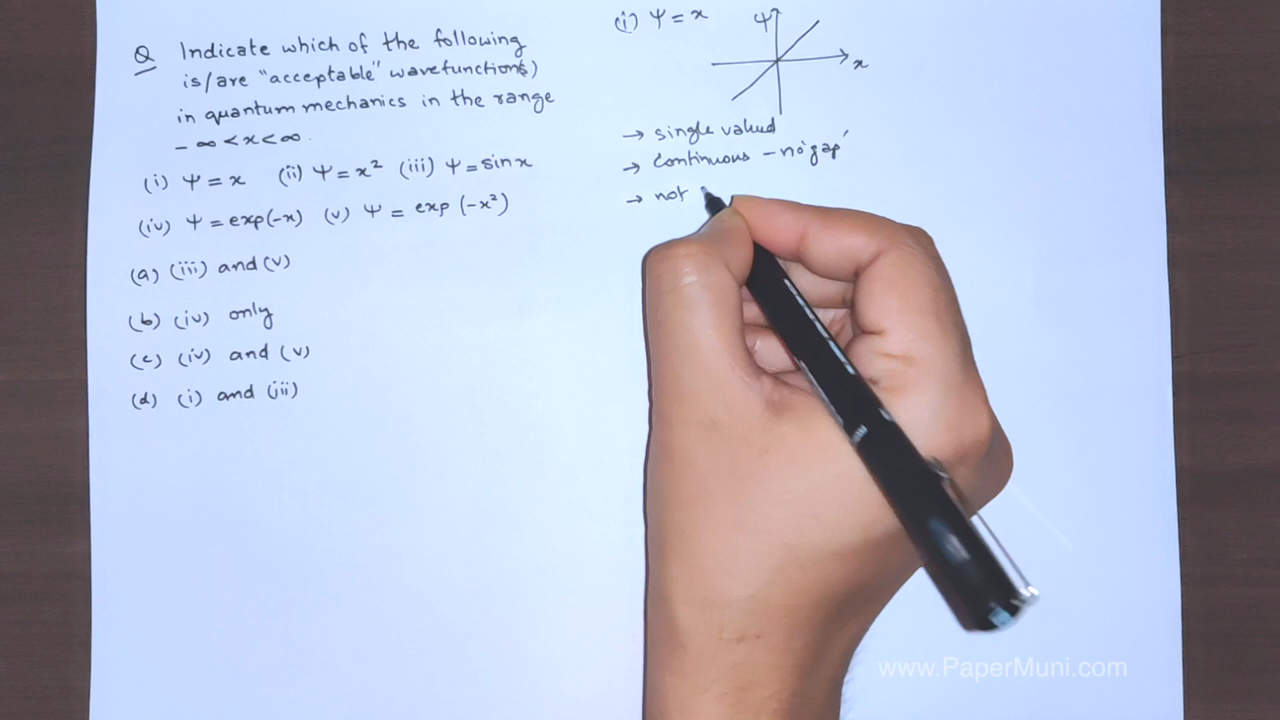 Q Indicate which of the following
is/are "acceptable" wavefunction(s)
in quantum mechanics in the range
- ∞ < x < ∞.
(i) Ψ = x (ii) Ψ = x² (iii) Ψ = sin x
(iv) Ψ = exp(-x) (v) Ψ = exp (-x²)
(a) (iii) and (v)
(b) (iv) only
(c) (iv) and (v)
(d) (i) and (iii)
(i) Ψ = x
Ψ
x
→ single valued
→ continuous - no 'gap'
→ not
www.PaperMuni.com